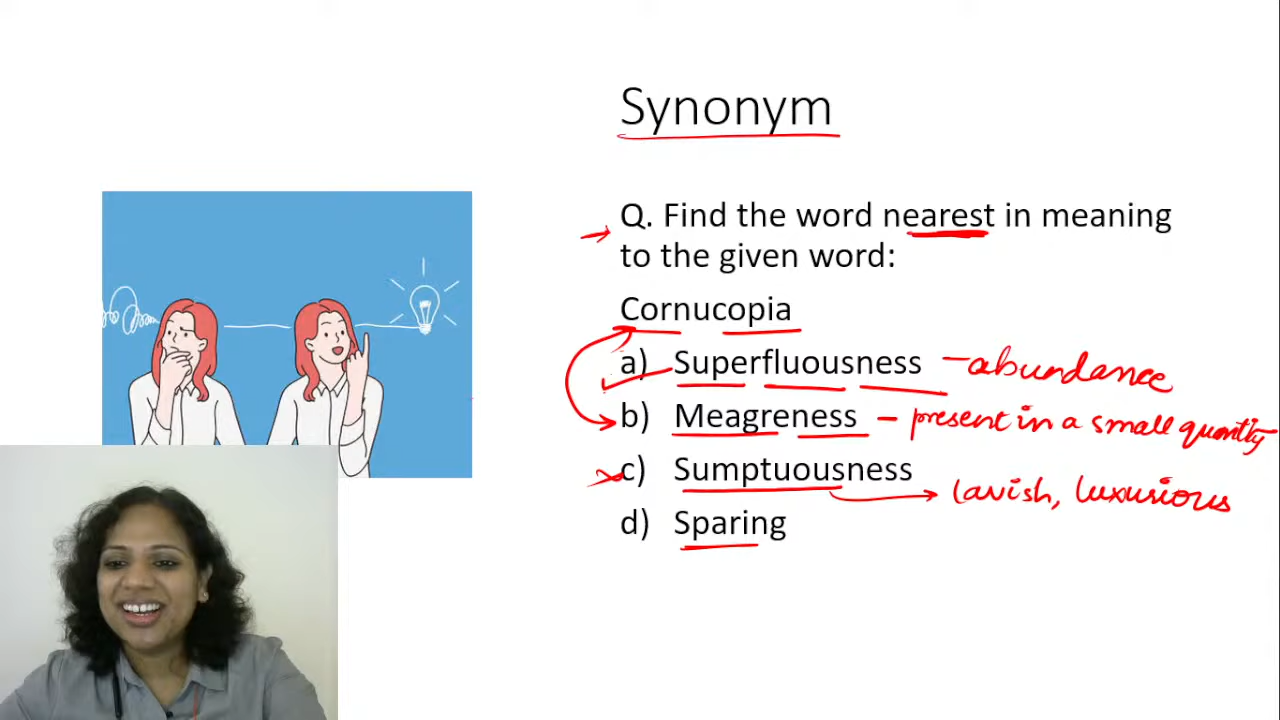 Synonym
Q. Find the word nearest in meaning
to the given word:
Cornucopia
a) Superfluousness – abundance
b) Meagreness – present in a small quantity
c) Sumptuousness
lavish, luxurious
d) Sparing